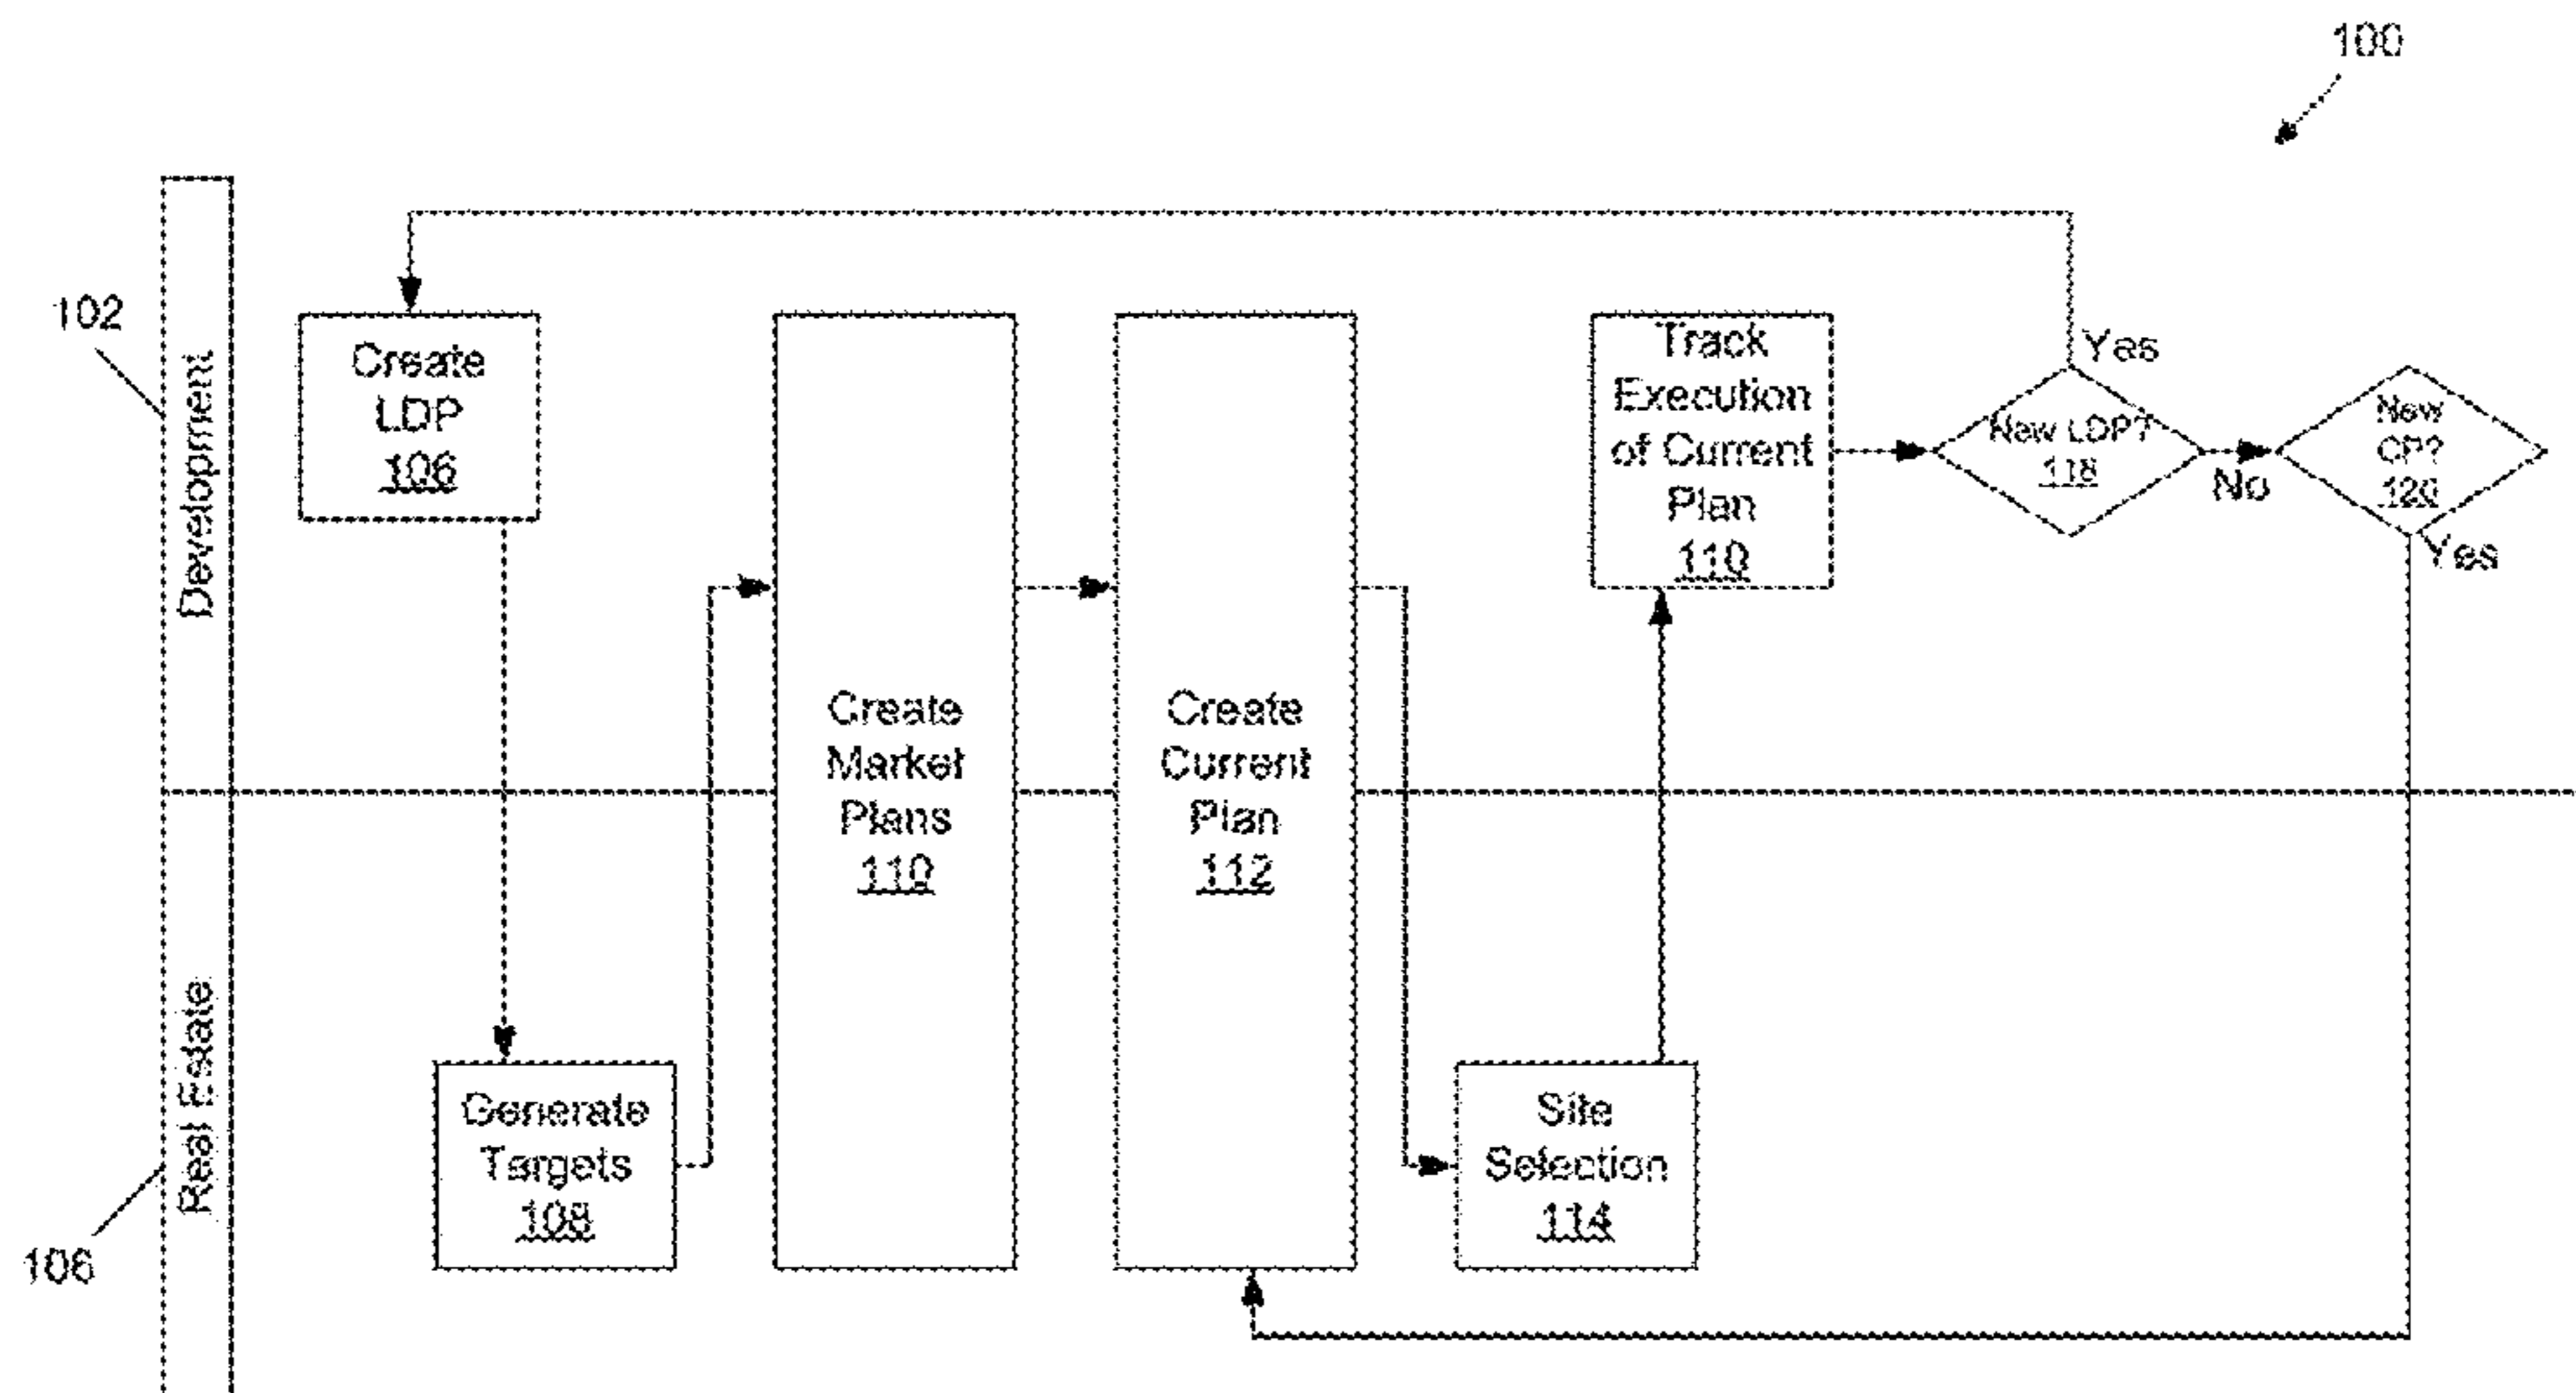 100
102
Development
Create
LDP
106
Track
Execution
of Current
Plan
110
Yes
New LDP?
118
No
New
CP?
120
Yes
Create
Market
Plans
110
Create
Current
Plan
112
Real Estate
106
Generate
Targets
108
Site
Selection
114